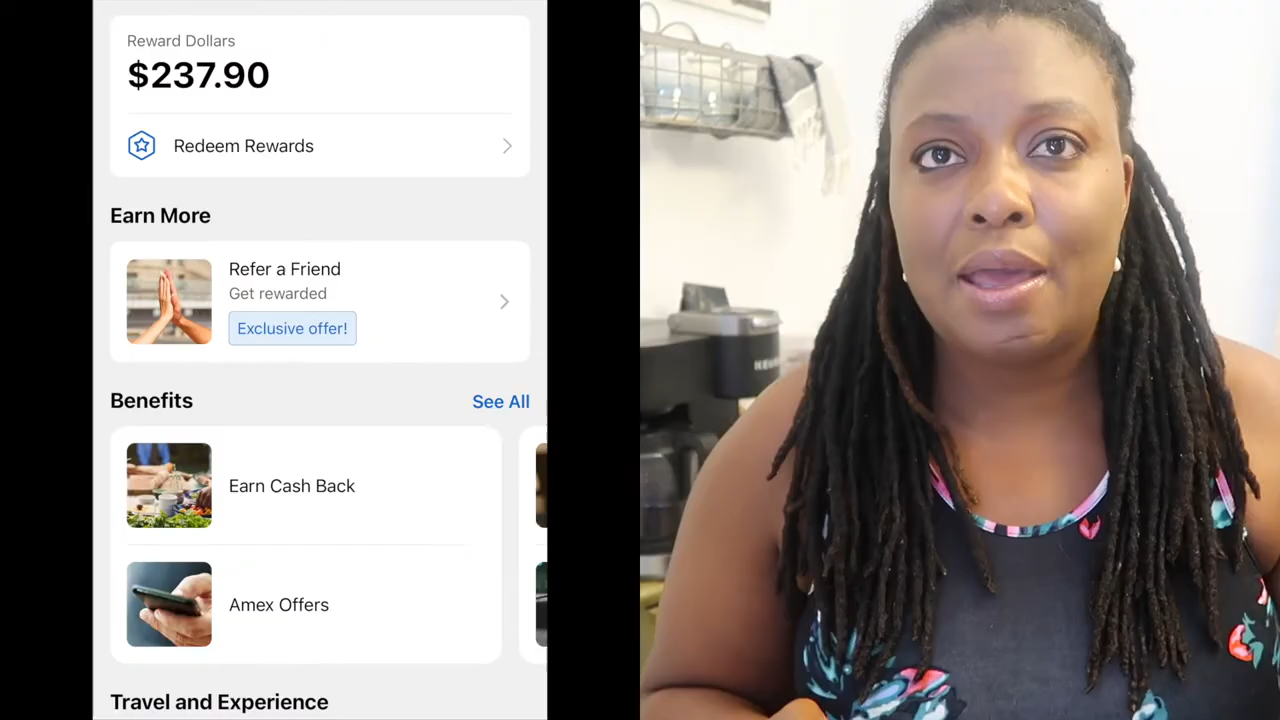 Reward Dollars
$237.90
Redeem Rewards
Earn More
Refer a Friend
Get rewarded
Exclusive offer!
Benefits
See All
Earn Cash Back
Amex Offers
Travel and Experience